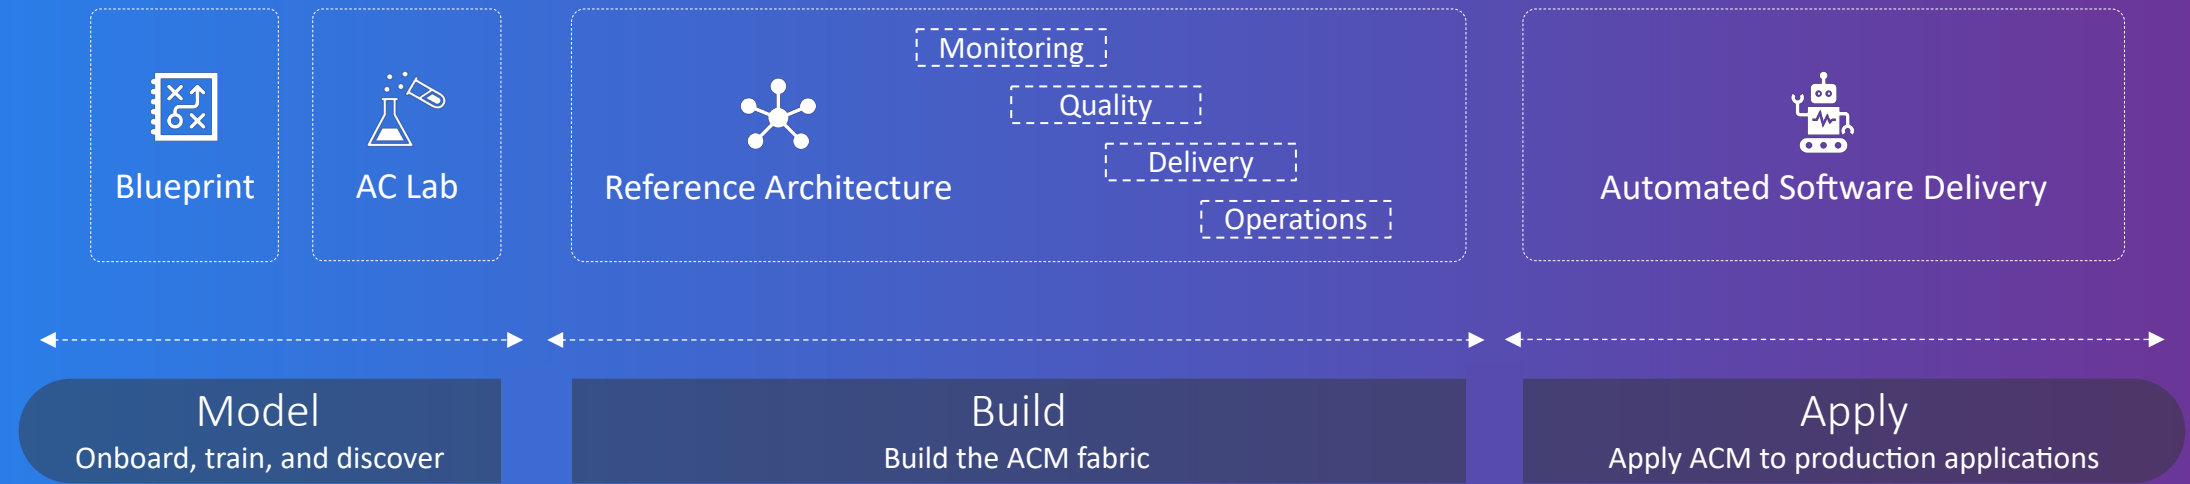 Blueprint
AC Lab
Reference Architecture
Monitoring
Quality
Delivery
Operations
Automated Software Delivery
Model
Onboard, train, and discover
Build
Build the ACM fabric
Apply
Apply ACM to production applications